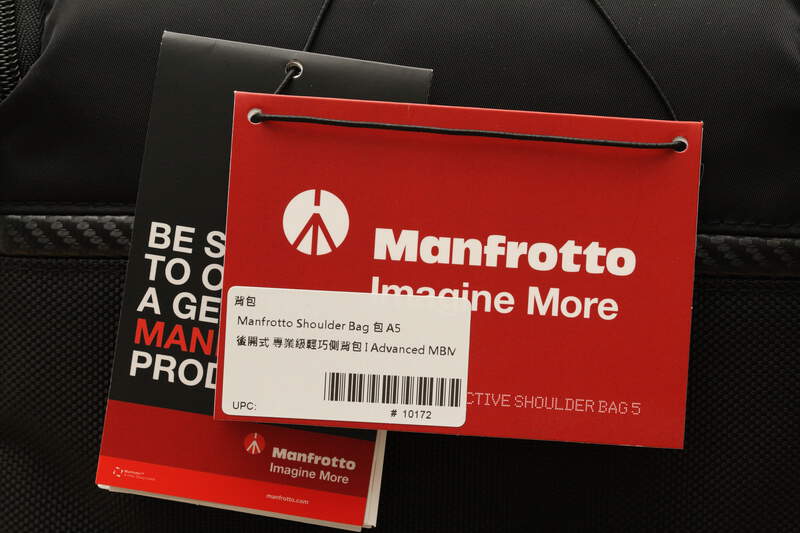 BE S
TO C
A GE
MAN
PROD
Manfrotto
Imagine More
背包
Manfrotto Shoulder Bag 包 A5
後開式 專業級輕巧側背包 I Advanced MBM
UPC:
# 10172
CTIVE SHOULDER BAG 5
Manfrotto
Imagine More
manfrotto.com